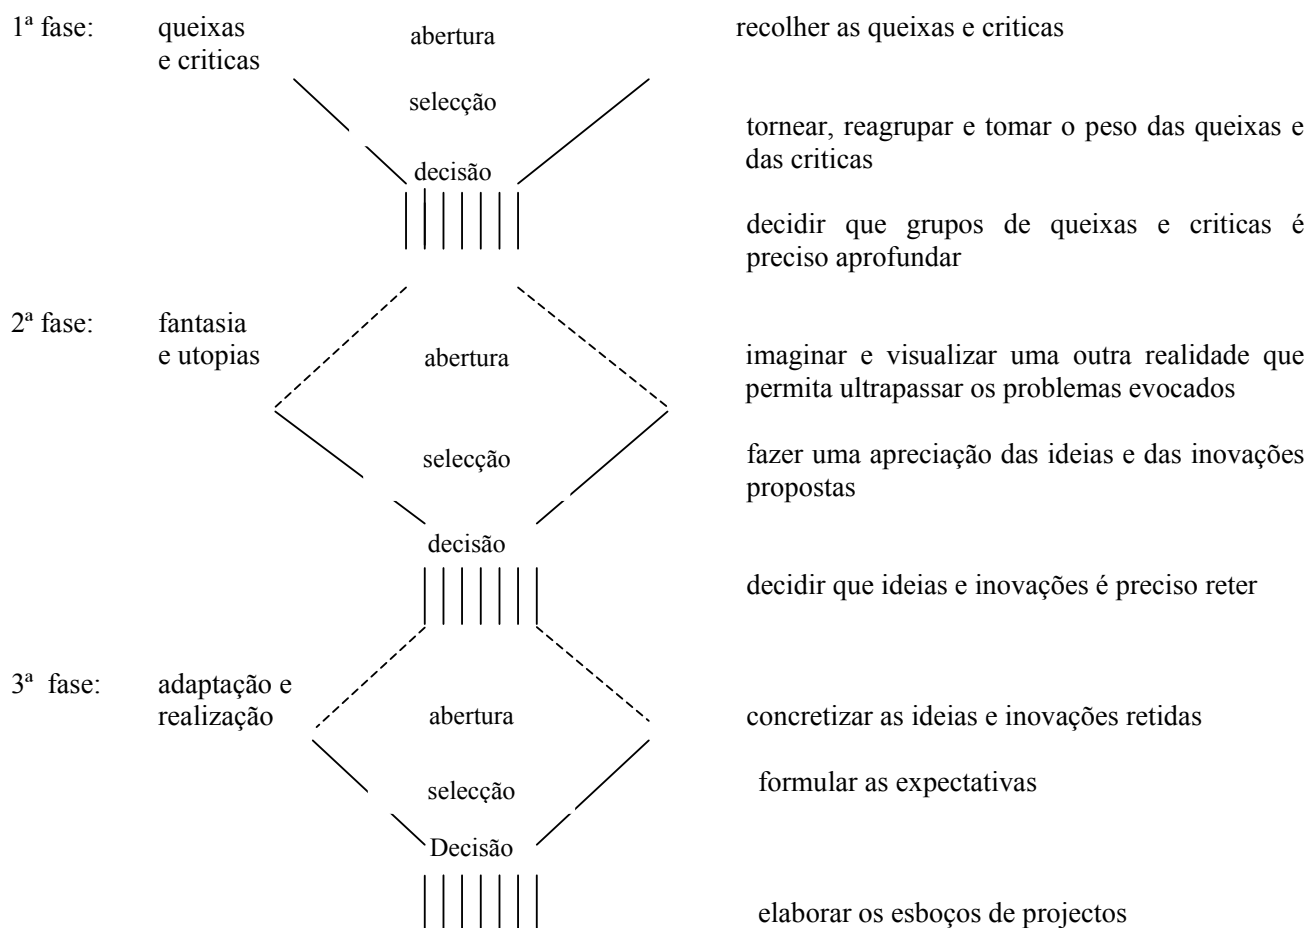 1ª fase: queixas e criticas
abertura
recolher as queixas e criticas
selecção
tornear, reagrupar e tomar o peso das queixas e
das criticas
decisão
decidir que grupos de queixas e criticas é
preciso aprofundar
2ª fase: fantasia
e utopias
abertura
imaginar e visualizar uma outra realidade que
permita ultrapassar os problemas evocados
selecção
fazer uma apreciação das ideias e das inovações
propostas
decisão
decidir que ideias e inovações é preciso reter
3ª fase: adaptação e
realização
abertura
concretizar as ideias e inovações retidas
selecção
formular as expectativas
Decisão
elaborar os esboços de projectos